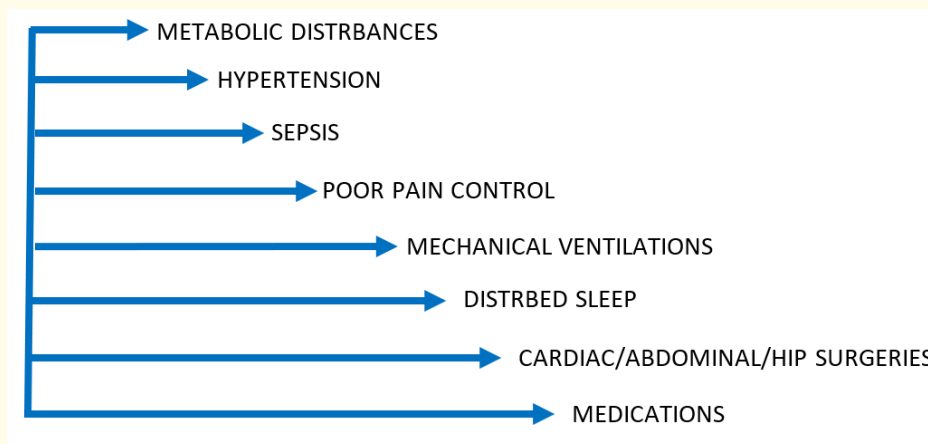 METABOLIC DISTRBANCES
HYPERTENSION
SEPSIS
POOR PAIN CONTROL
MECHANICAL VENTILATIONS
DISTRBED SLEEP
CARDIAC/ABDOMINAL/HIP SURGERIES
MEDICATIONS